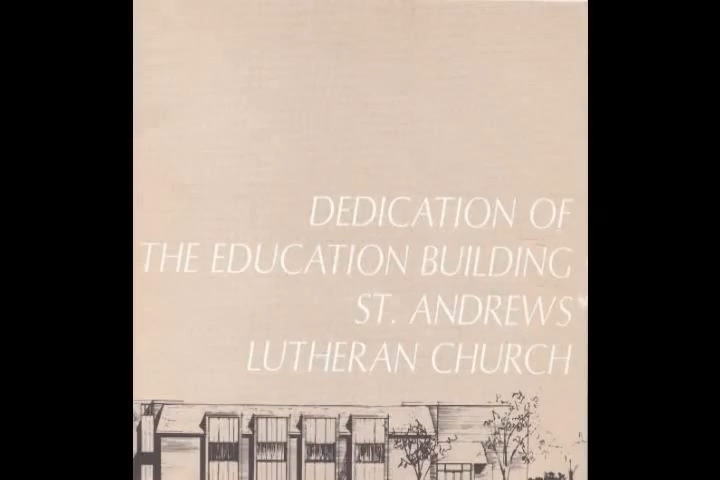 DEDICATION OF
THE EDUCATION BUILDING
ST. ANDREWS
LUTHERAN CHURCH